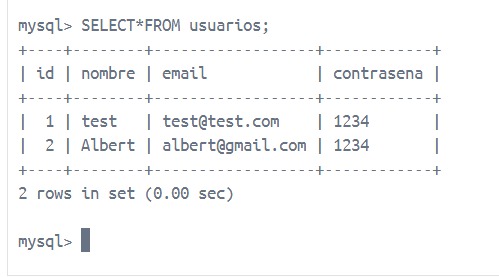 mysql> SELECT*FROM usuarios;
+----+--------+------------------+------------+
| id | nombre | email            | contrasena |
+----+--------+------------------+------------+
|  1 | test   | test@test.com    | 1234       |
|  2 | Albert | albert@gmail.com | 1234       |
+----+--------+------------------+------------+
2 rows in set (0.00 sec)
mysql>